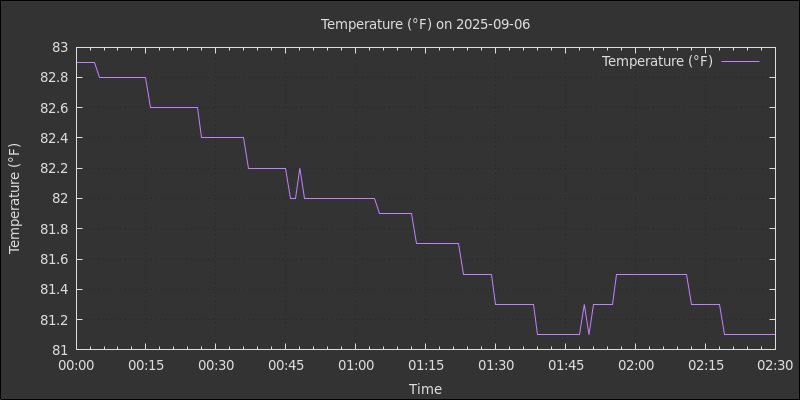 Temperature (°F) on 2025-09-06
Temperature (°F)
83
82.8
82.6
82.4
82.2
82
81.8
81.6
81.4
81.2
81
Temperature (°F)
00:00 00:15 00:30 00:45 01:00 01:15 01:30 01:45 02:00 02:15 02:30
Time